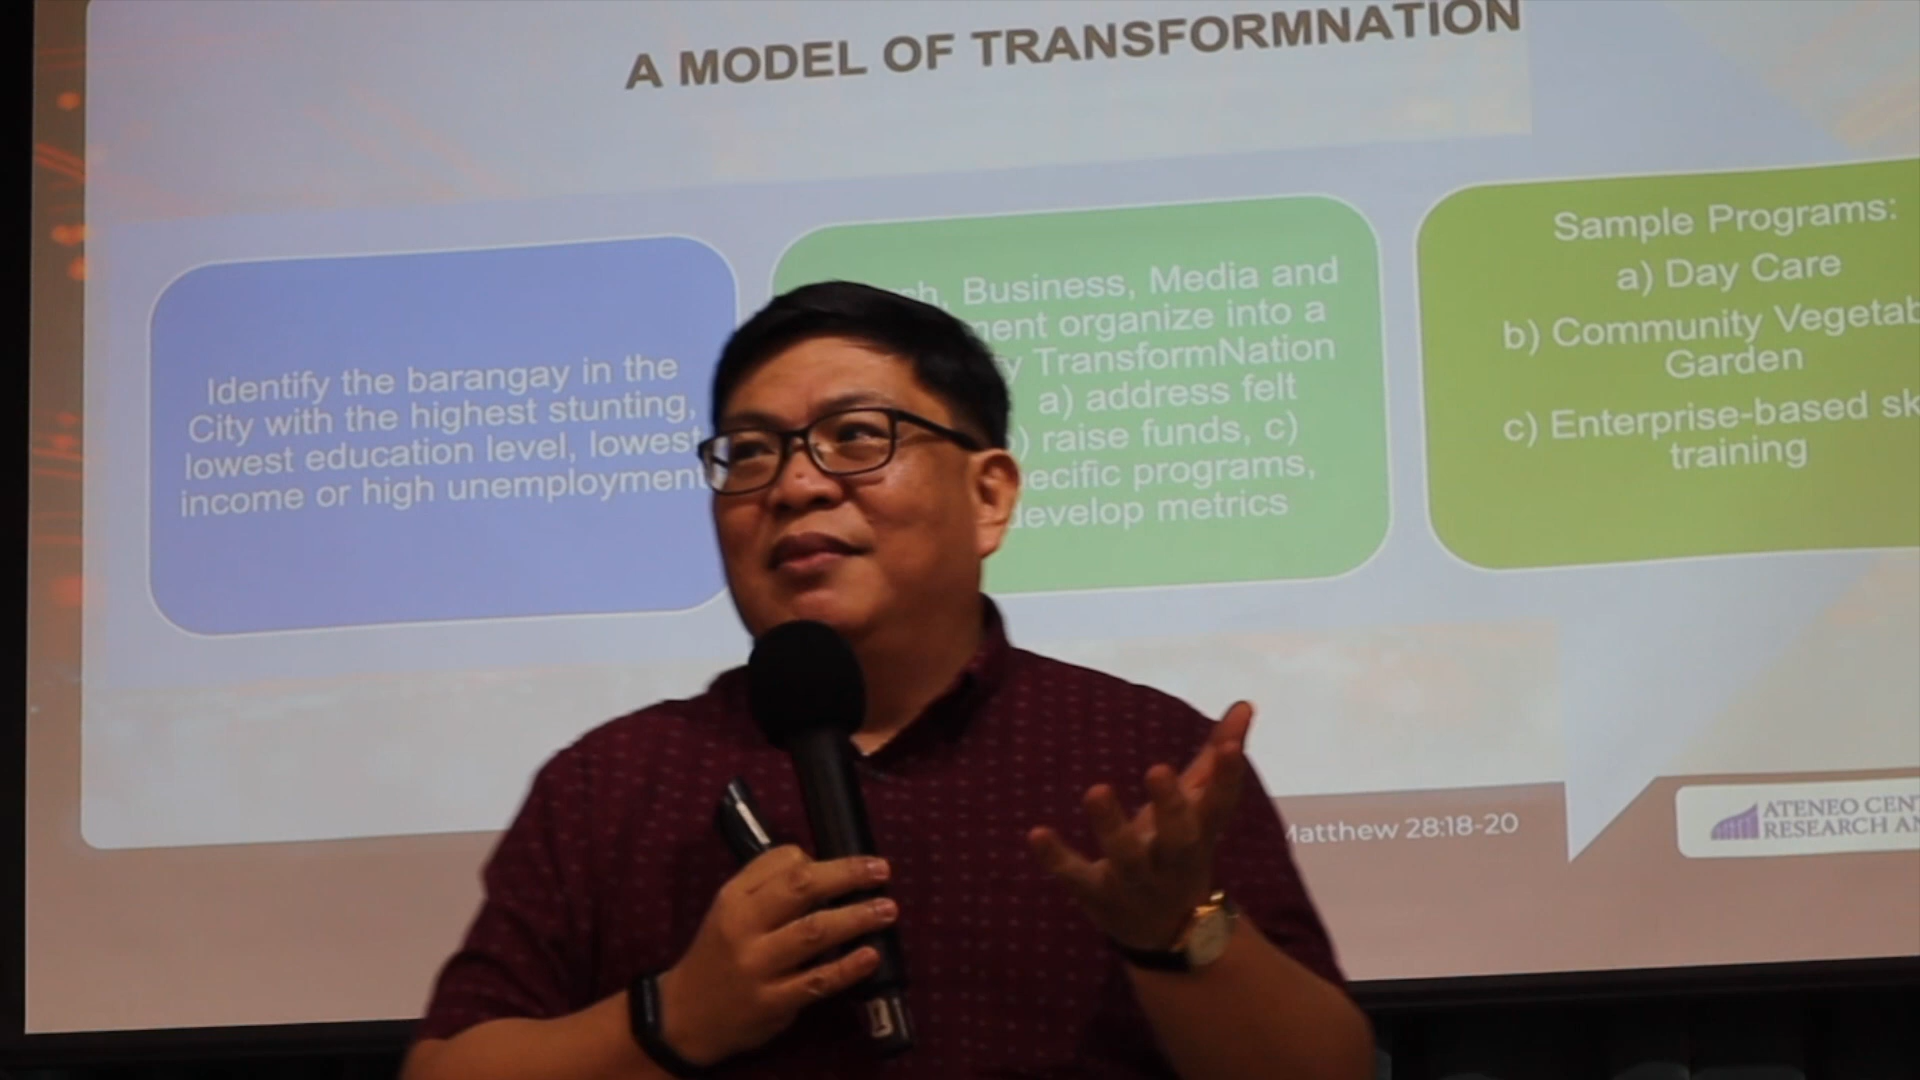 A MODEL OF TRANSFORMNATION
Identify the barangay in the
City with the highest stunting,
lowest education level, lowest
income or high unemployment
Business, Media and
organize into a
TransformNation
a) address felt
raise funds, c)
programs,
develop metrics
Sample Programs:
a) Day Care
b) Community
Garden
c) Enterprise-based
training
Matthew 28:18-20
ATENEO
RESEARCH